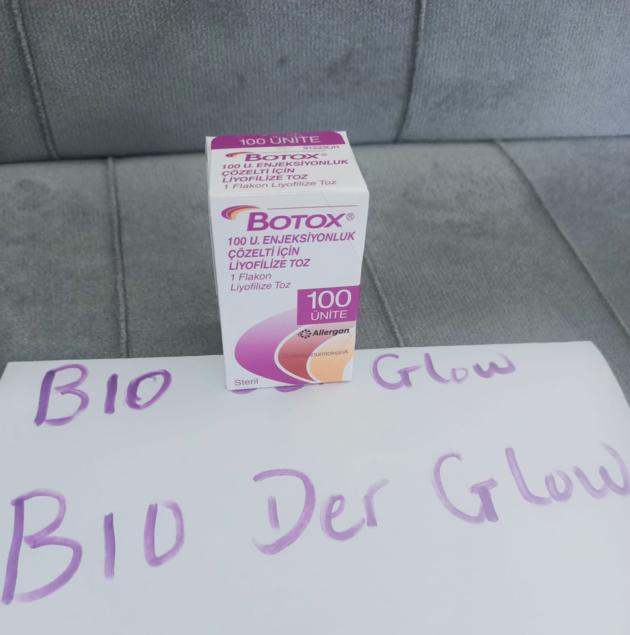 100 ÜNİTE
BOTOX®
100 U. ENJEKSİYONLUK
ÇÖZELTİ İÇİN
LİYOFİLİZE TOZ
1 Flakon Liyofilize Toz
BOTOX®
100 U. ENJEKSİYONLUK
ÇÖZELTİ İÇİN
LİYOFİLİZE TOZ
1 Flakon
Liyofilize Toz
100
ÜNİTE
Allergan
Steril
BIO Glow
BIO Der Glow